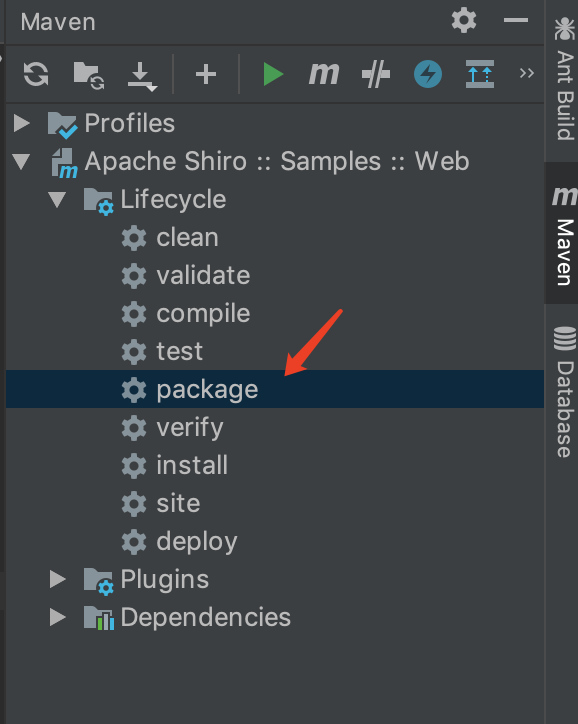 Maven
Profiles
Apache Shiro :: Samples :: Web
Lifecycle
clean
validate
compile
test
package
verify
install
site
deploy
Plugins
Dependencies
Ant Build
Maven
Database